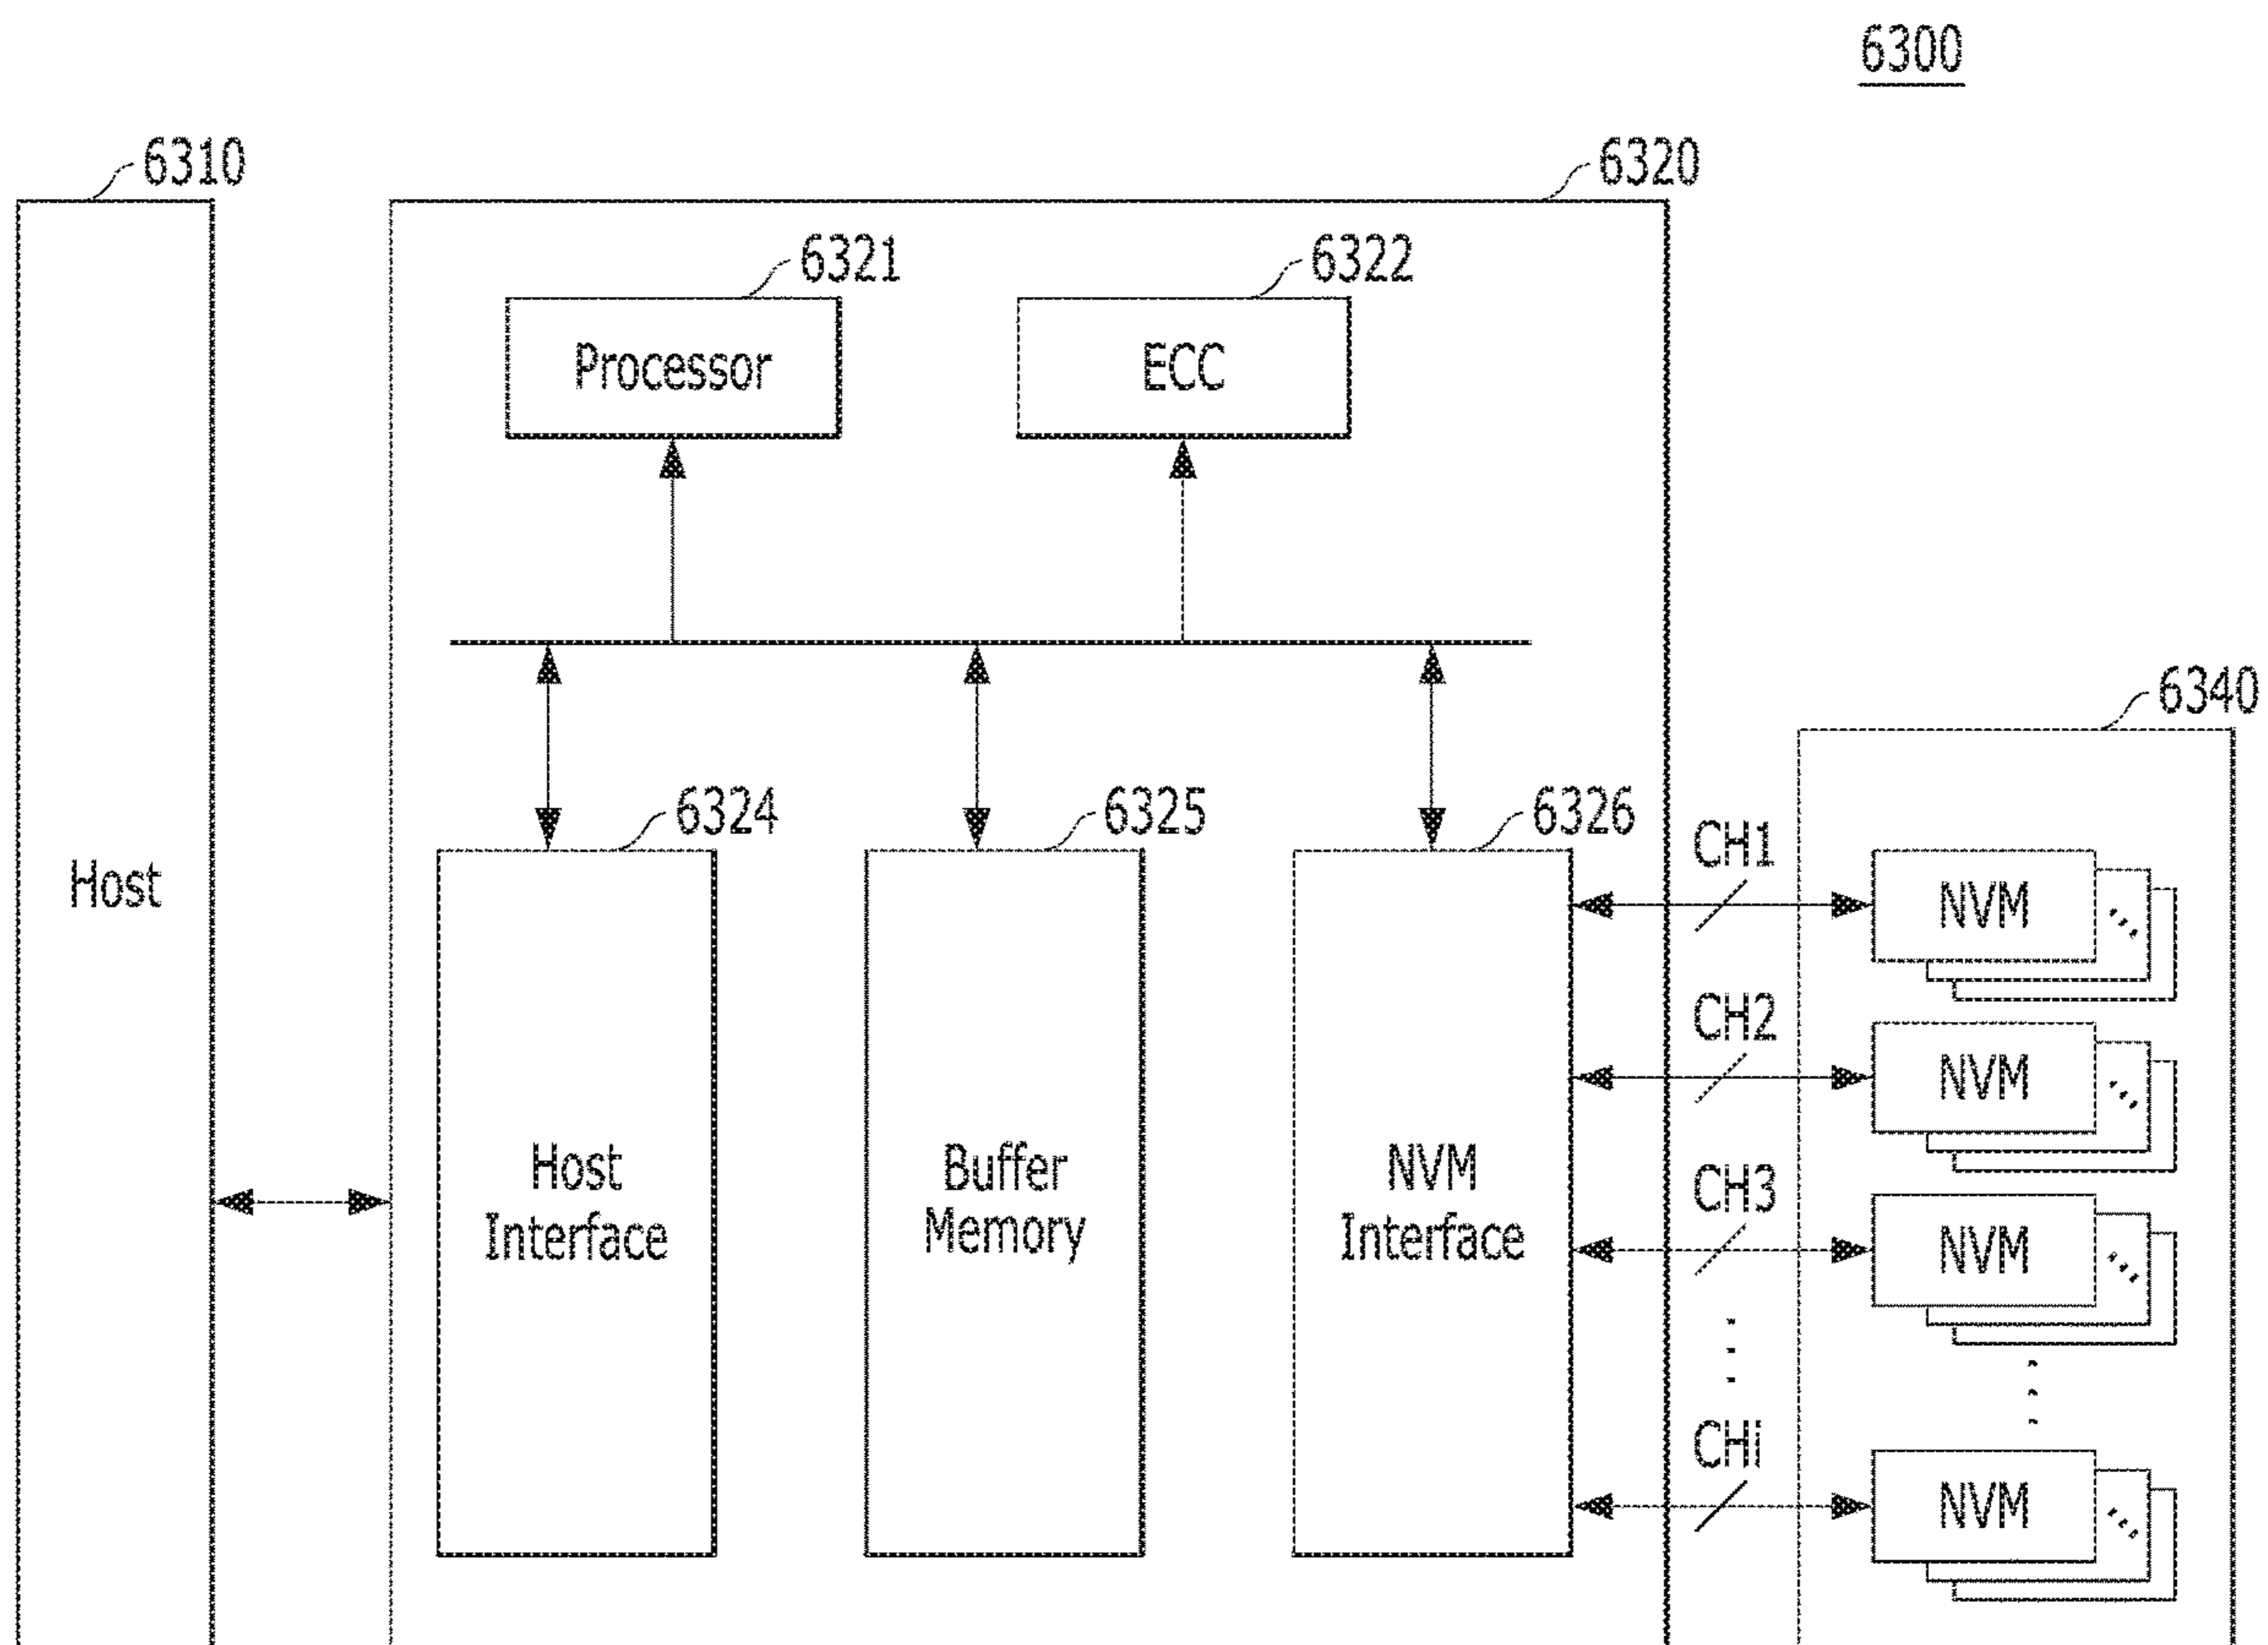 6300
6310
6320
6321
6322
Processor
ECC
6340
6324
6325
6326
CH1
Host
NVM
CH2
NVM
Host
Interface
Buffer
Memory
NVM
Interface
CH3
NVM
CHi
NVM